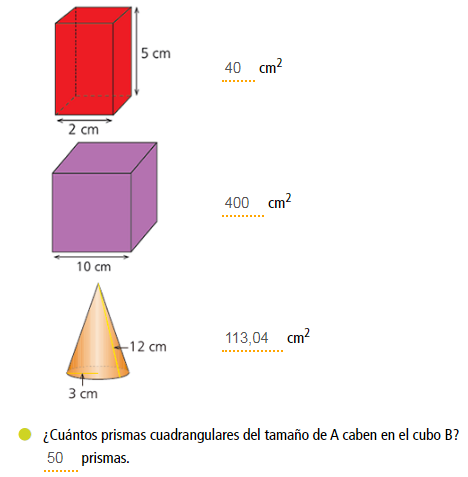 5 cm
40 cm²
2 cm
400 cm²
10 cm
12 cm
113,04 cm²
3 cm
¿Cuántos prismas cuadrangulares del tamaño de A caben en el cubo B?
50 prismas.